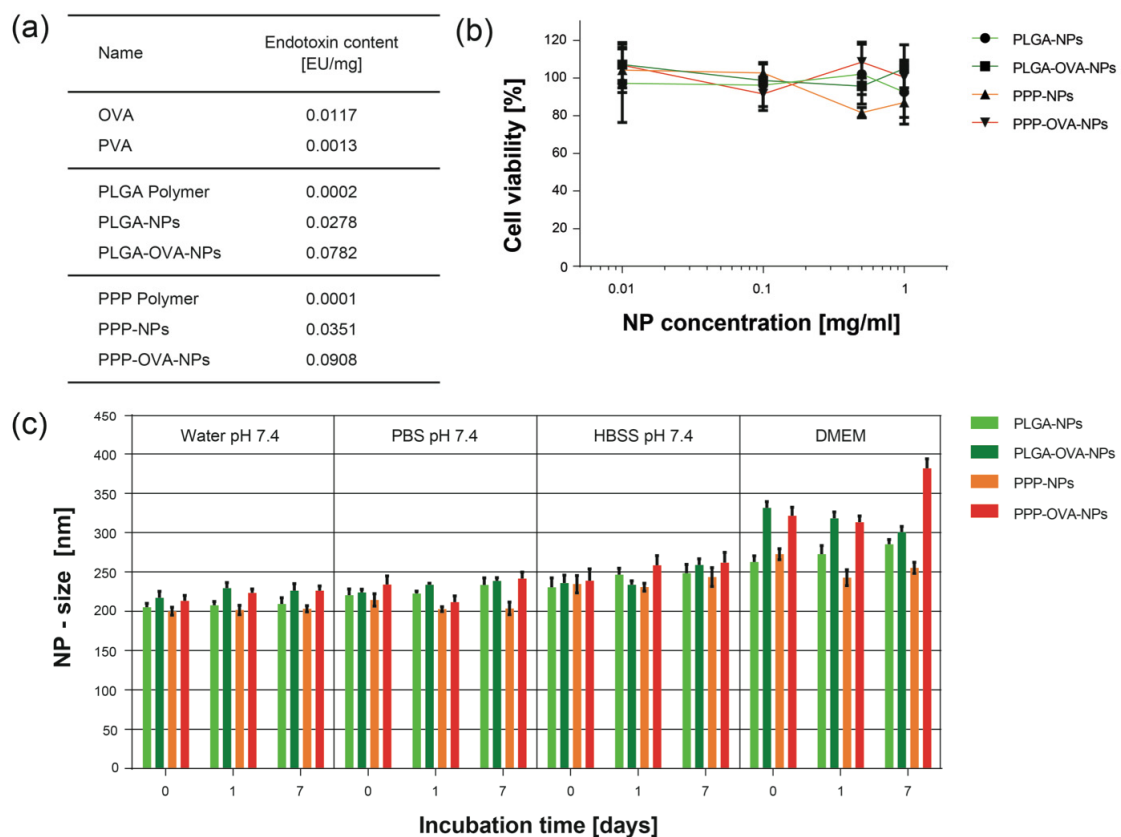 (a)
Name Endotoxin content
[EU/mg]
OVA 0.0117
PVA 0.0013
PLGA Polymer 0.0002
PLGA-NPs 0.0278
PLGA-OVA-NPs 0.0782
PPP Polymer 0.0001
PPP-NPs 0.0351
PPP-OVA-NPs 0.0908
(b)
Cell viability [%]
120
100
80
60
40
20
0
0.01 0.1 1
NP concentration [mg/ml]
PLGA-NPs
PLGA-OVA-NPs
PPP-NPs
PPP-OVA-NPs
(c)
NP - size [nm]
450
400
350
300
250
200
150
100
50
0
Water pH 7.4 PBS pH 7.4 HBSS pH 7.4 DMEM
0 1 7 0 1 7 0 1 7 0 1 7
Incubation time [days]
PLGA-NPs
PLGA-OVA-NPs
PPP-NPs
PPP-OVA-NPs